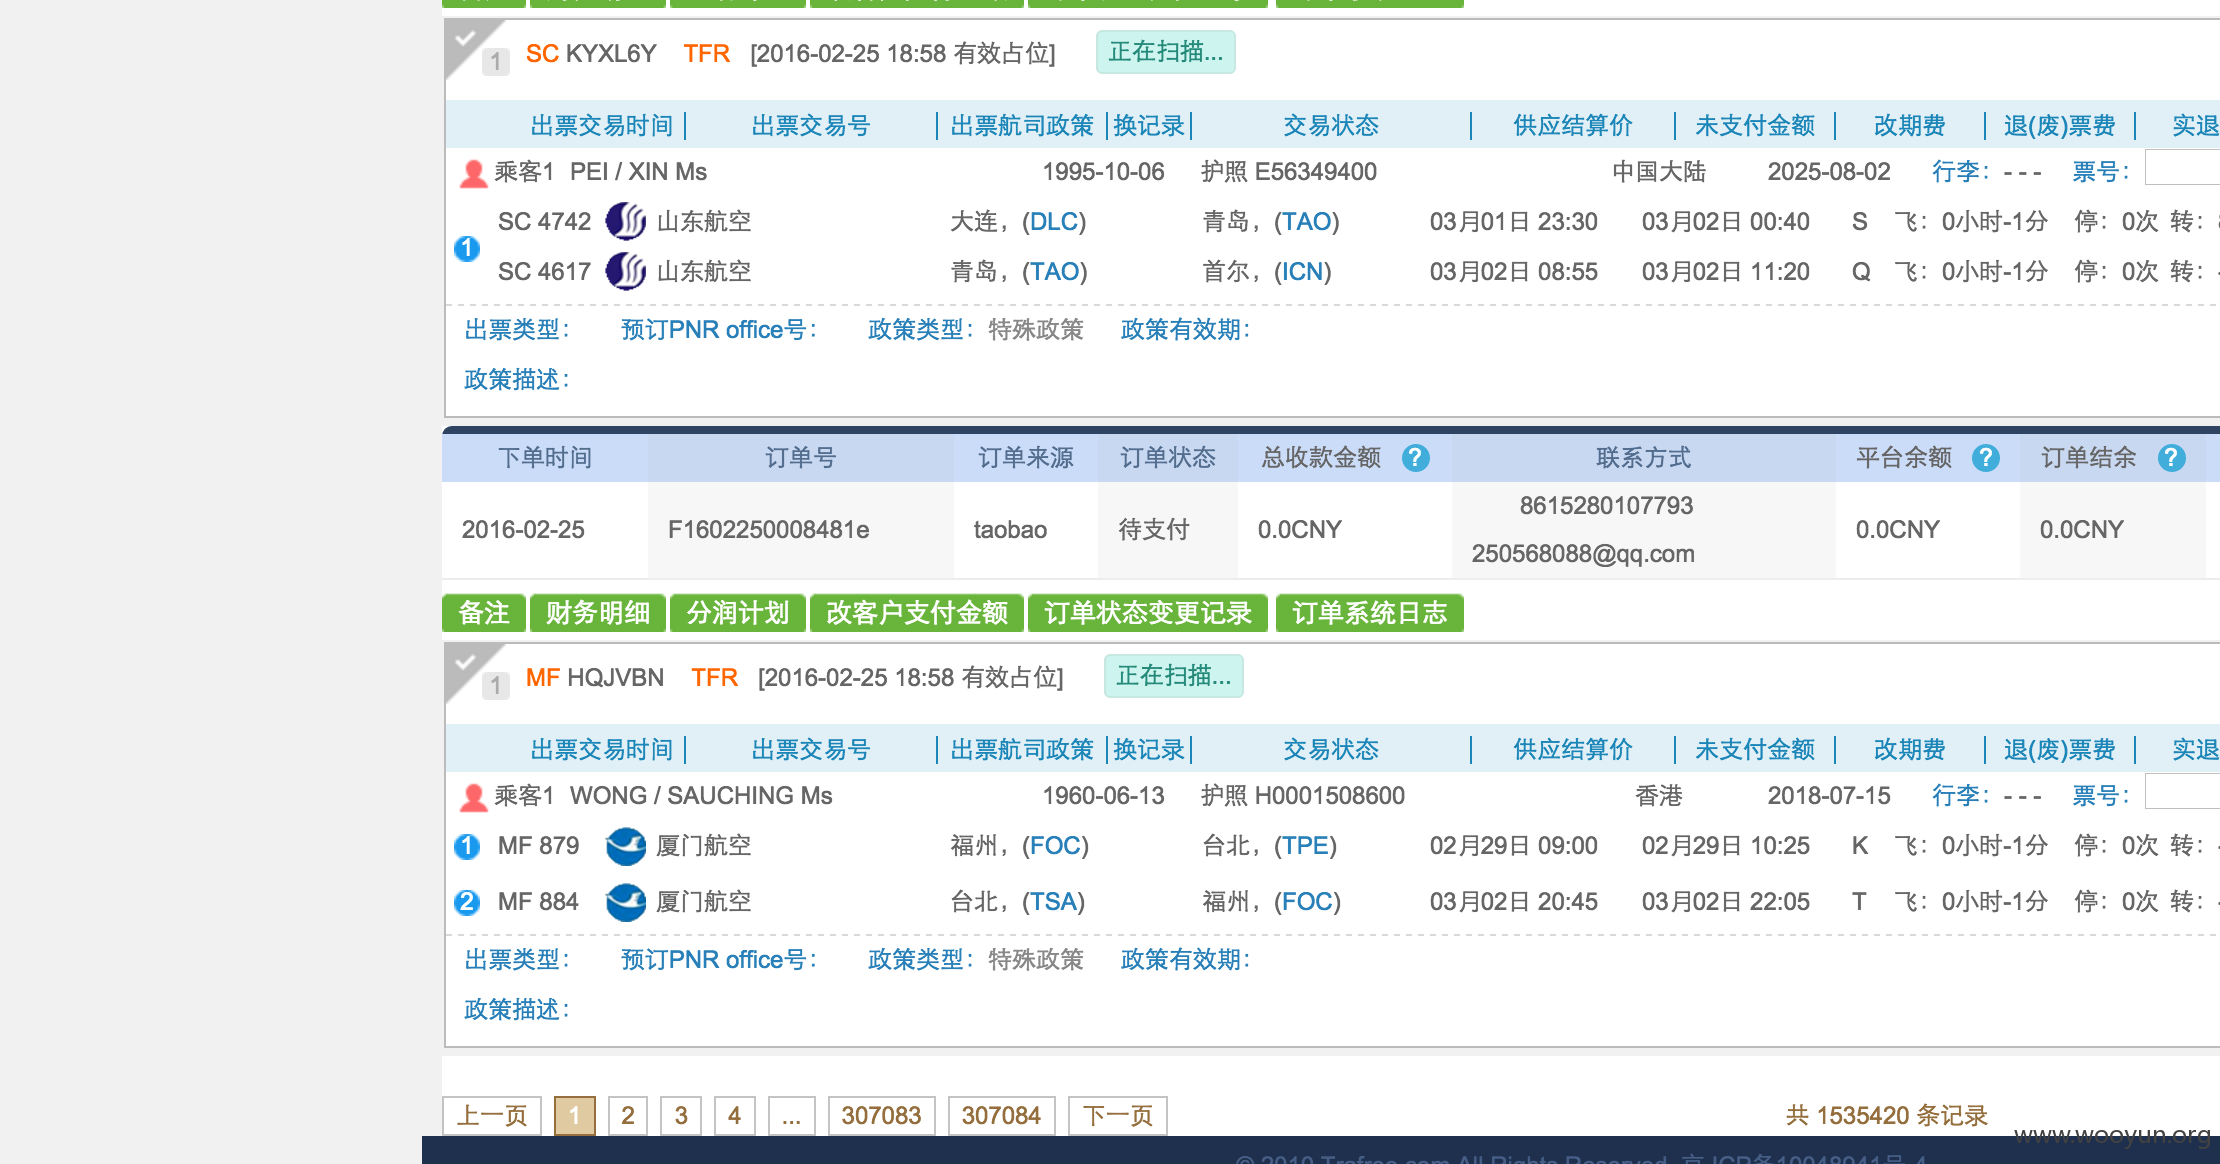 1 SC KYXL6Y TFR [2016-02-25 18:58 有效占位] 正在扫描...
出票交易时间 出票交易号 出票航司政策 换记录 交易状态 供应结算价 未支付金额 改期费 退(废)票费 实退
乘客1 PEI / XIN Ms 1995-10-06 护照 E56349400 中国大陆 2025-08-02 行李: - - - 票号:
SC 4742 山东航空 大连, (DLC) 青岛, (TAO) 03月01日 23:30 03月02日 00:40 S 飞: 0小时-1分 停: 0次 转:
1
SC 4617 山东航空 青岛, (TAO) 首尔, (ICN) 03月02日 08:55 03月02日 11:20 Q 飞: 0小时-1分 停: 0次 转:
出票类型: 预订PNR office号: 政策类型: 特殊政策 政策有效期:
政策描述:
下单时间 订单号 订单来源 订单状态 总收款金额 ? 联系方式 平台余额 ? 订单结余 ?
2016-02-25 F1602250008481e taobao 待支付 0.0CNY 8615280107793 0.0CNY 0.0CNY
250568088@qq.com
备注 财务明细 分润计划 改客户支付金额 订单状态变更记录 订单系统日志
1 MF HQJVBN TFR [2016-02-25 18:58 有效占位] 正在扫描...
出票交易时间 出票交易号 出票航司政策 换记录 交易状态 供应结算价 未支付金额 改期费 退(废)票费 实退
乘客1 WONG / SAUCHING Ms 1960-06-13 护照 H0001508600 香港 2018-07-15 行李: - - - 票号:
1 MF 879 厦门航空 福州, (FOC) 台北, (TPE) 02月29日 09:00 02月29日 10:25 K 飞: 0小时-1分 停: 0次 转:
2 MF 884 厦门航空 台北, (TSA) 福州, (FOC) 03月02日 20:45 03月02日 22:05 T 飞: 0小时-1分 停: 0次 转:
出票类型: 预订PNR office号: 政策类型: 特殊政策 政策有效期:
政策描述:
上一页 1 2 3 4 ... 307083 307084 下一页 共 1535420 条记录
www.wooyun.org